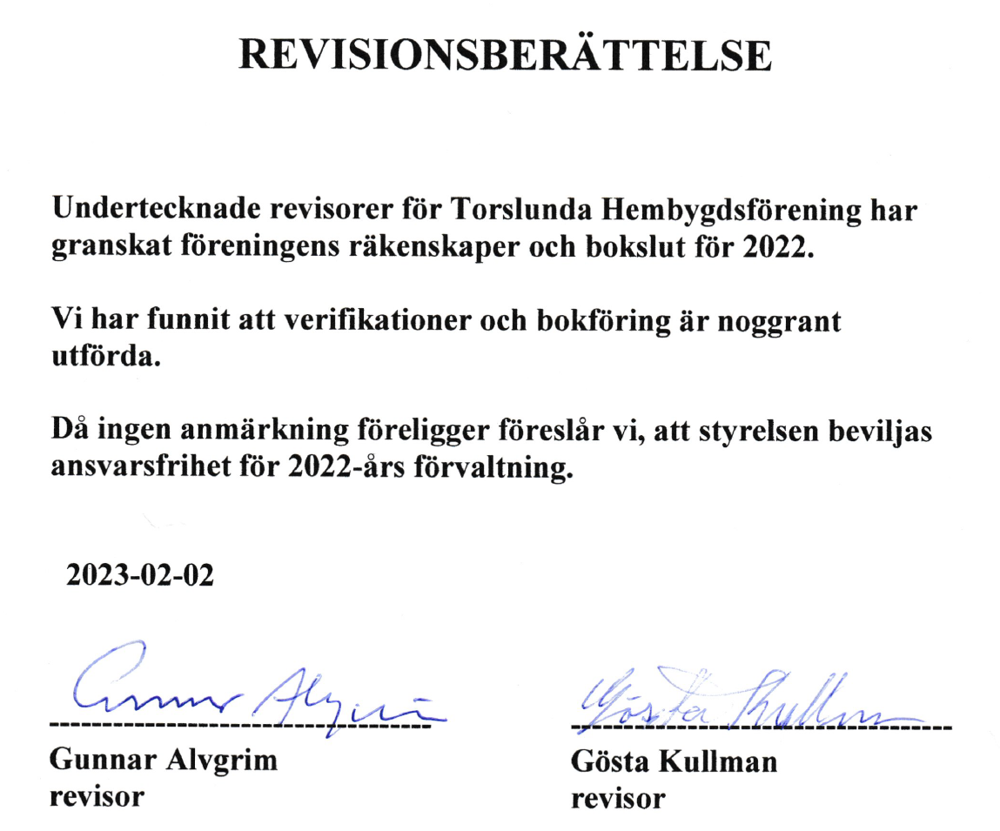 REVISIONSBERÄTTELSE
Undertecknade revisorer för Torslunda Hembygdsförening har
granskat föreningens räkenskaper och bokslut för 2022.
Vi har funnit att verifikationer och bokföring är noggrant
utförda.
Då ingen anmärkning föreligger föreslår vi, att styrelsen beviljas
ansvarsfrihet för 2022-års förvaltning.
2023-02-02
Gunnar Alvgrim
Gösta Kullman
Gunnar Alvgrim
revisor
Gösta Kullman
revisor